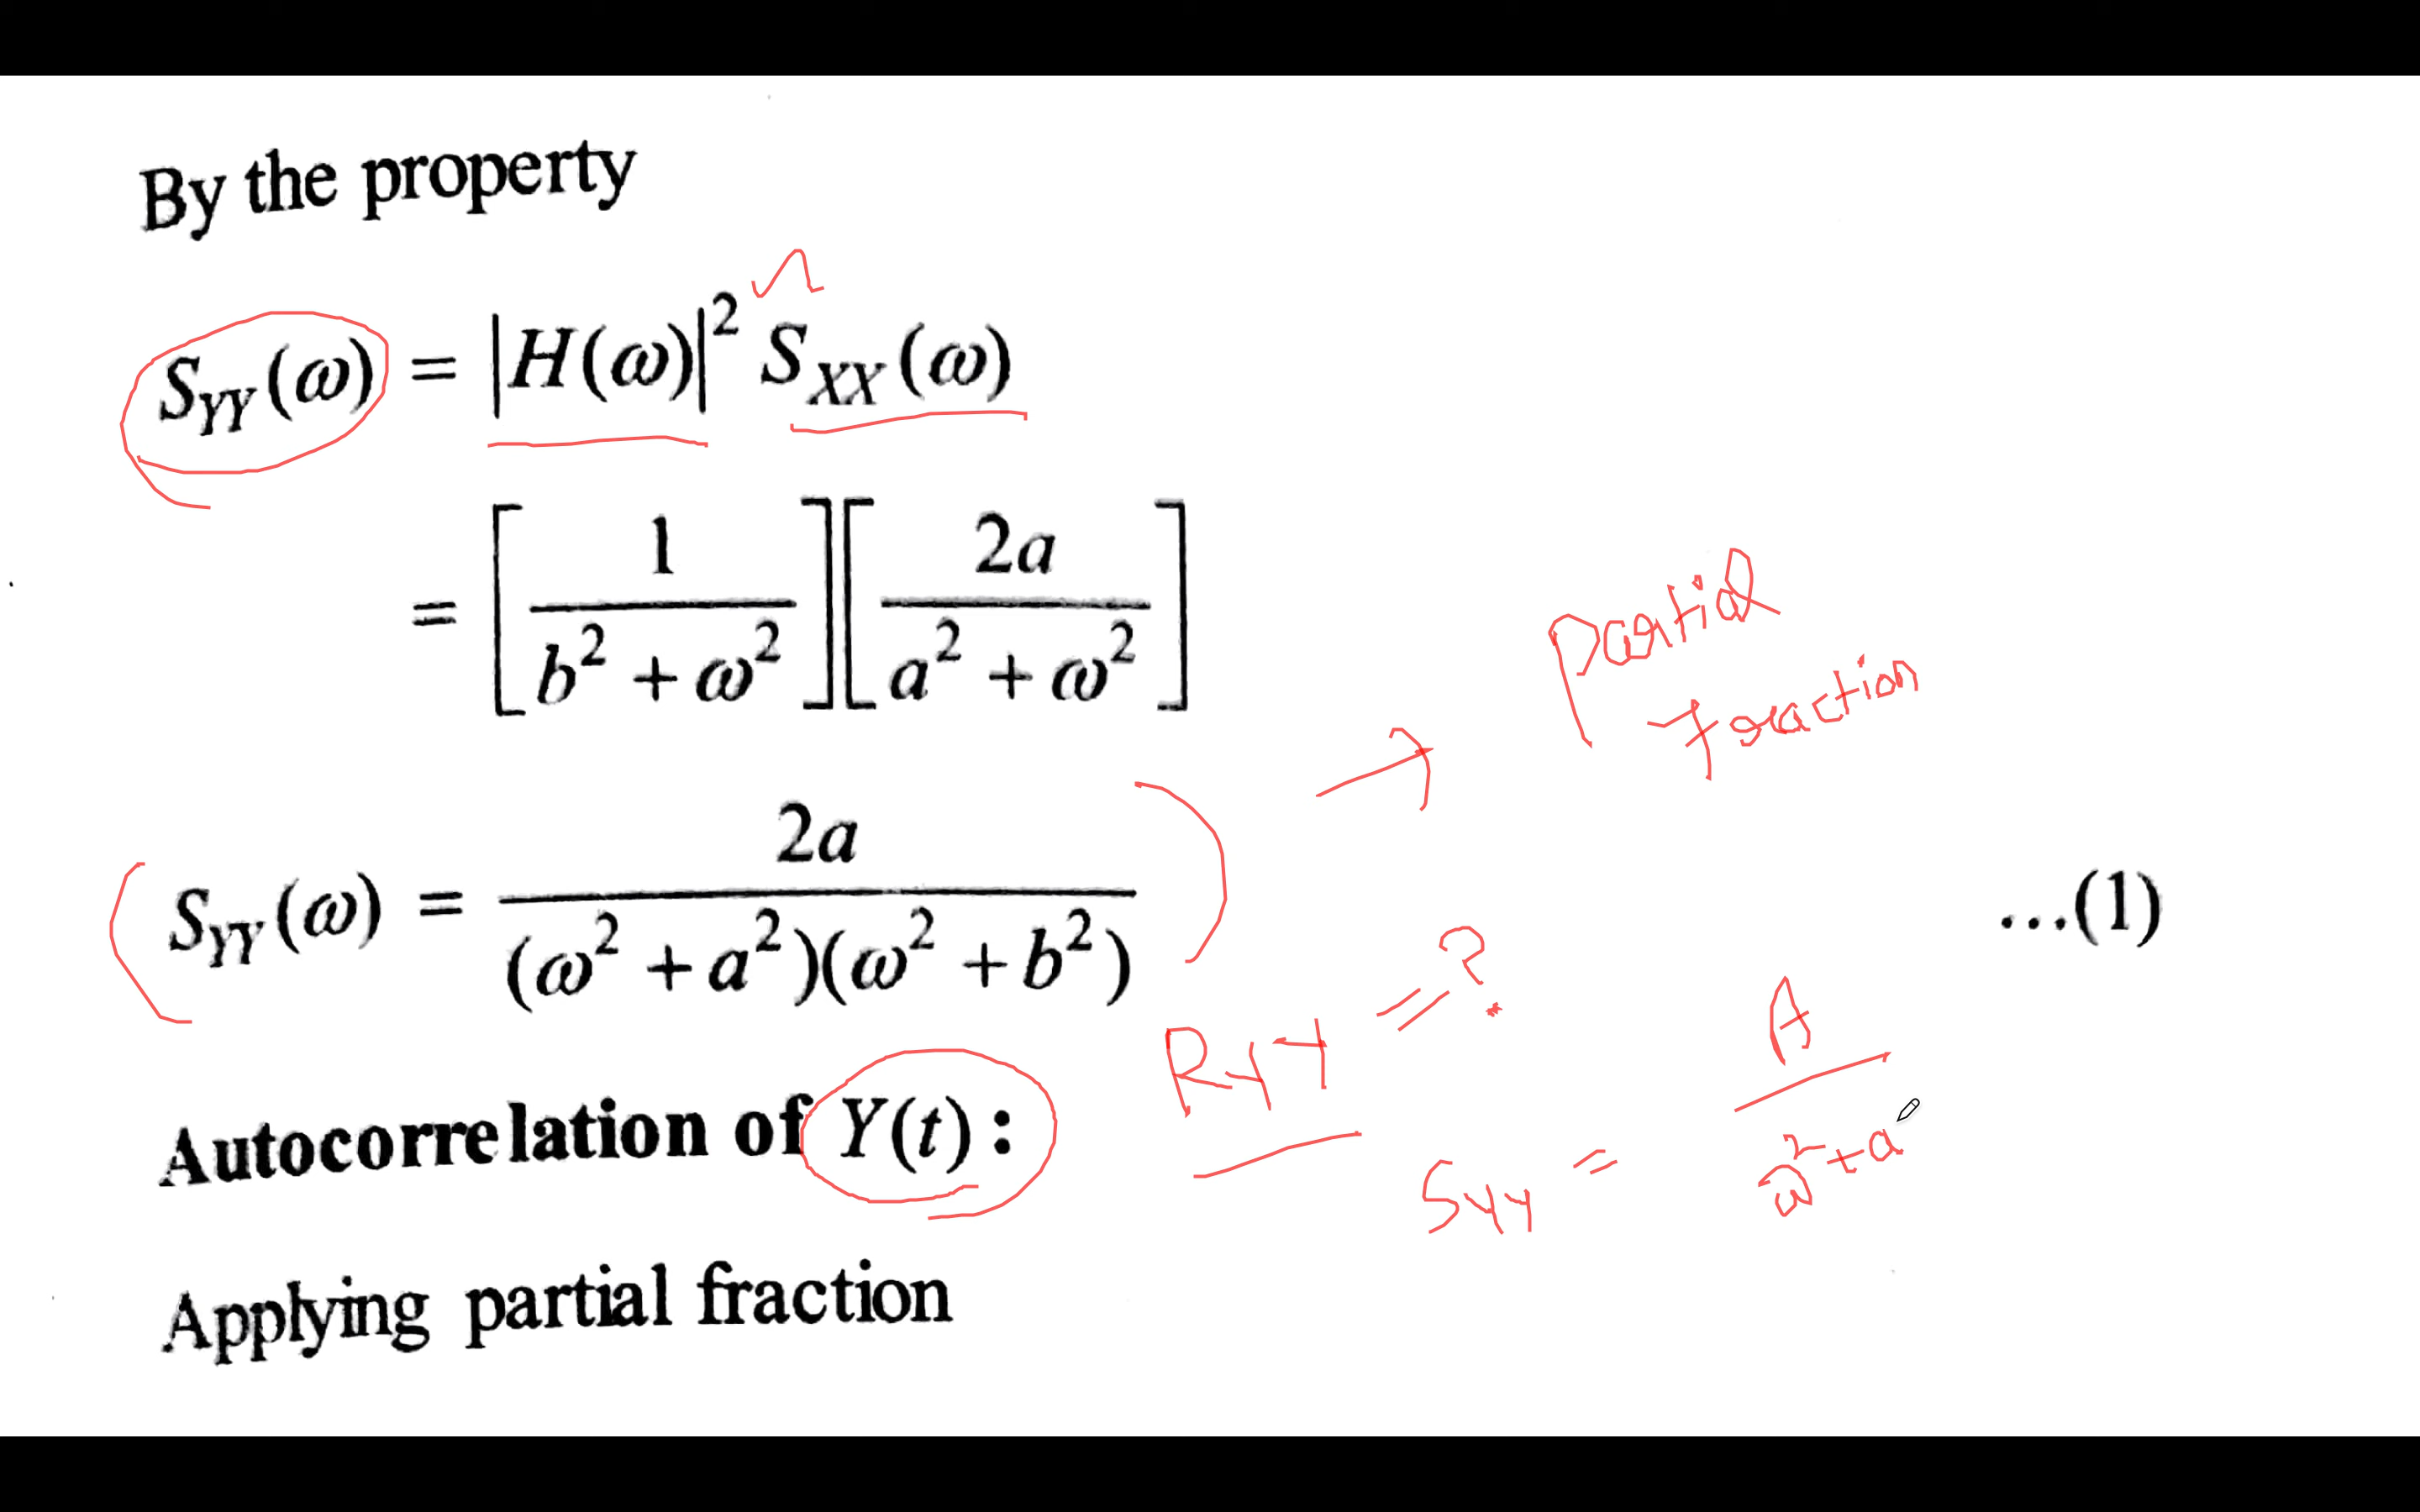 By the property
S_YY(ω) = |H(ω)|² S_XX(ω)
= [1 / (b² + ω²)] [2a / (a² + ω²)]
Partial
Fraction
S_YY(ω) = 2a / ((ω² + a²)(ω² + b²)) ...(1)
Ryy = ?
Autocorrelation of Y(t):
Syy = A / (ω² + a
Applying partial fraction